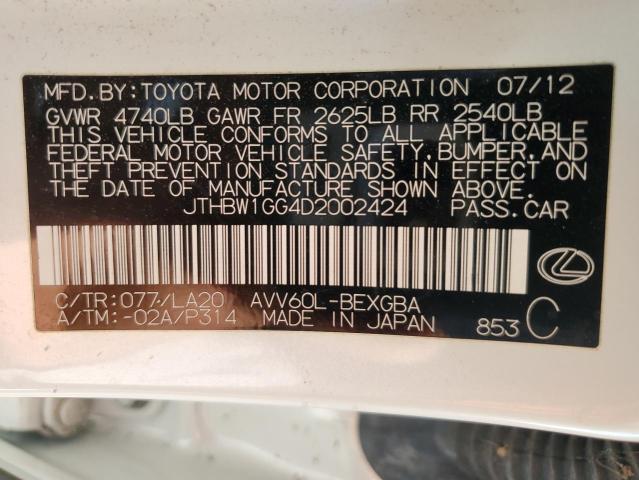 MFD.BY:TOYOTA MOTOR CORPORATION 07/12
GVWR 4740LB GAWR FR 2625LB RR 2540LB
THIS VEHICLE CONFORMS TO ALL APPLICABLE
FEDERAL MOTOR VEHICLE SAFETY,BUMPER,AND
THEFT PREVENTION STANDARDS IN EFFECT ON
THE DATE OF MANUFACTURE SHOWN ABOVE.
JTHBW1GG4D2002424 PASS.CAR
C/TR:077/LA20 AVV60L-BEXGBA
A/TM:-02A/P314 MADE IN JAPAN 853 C